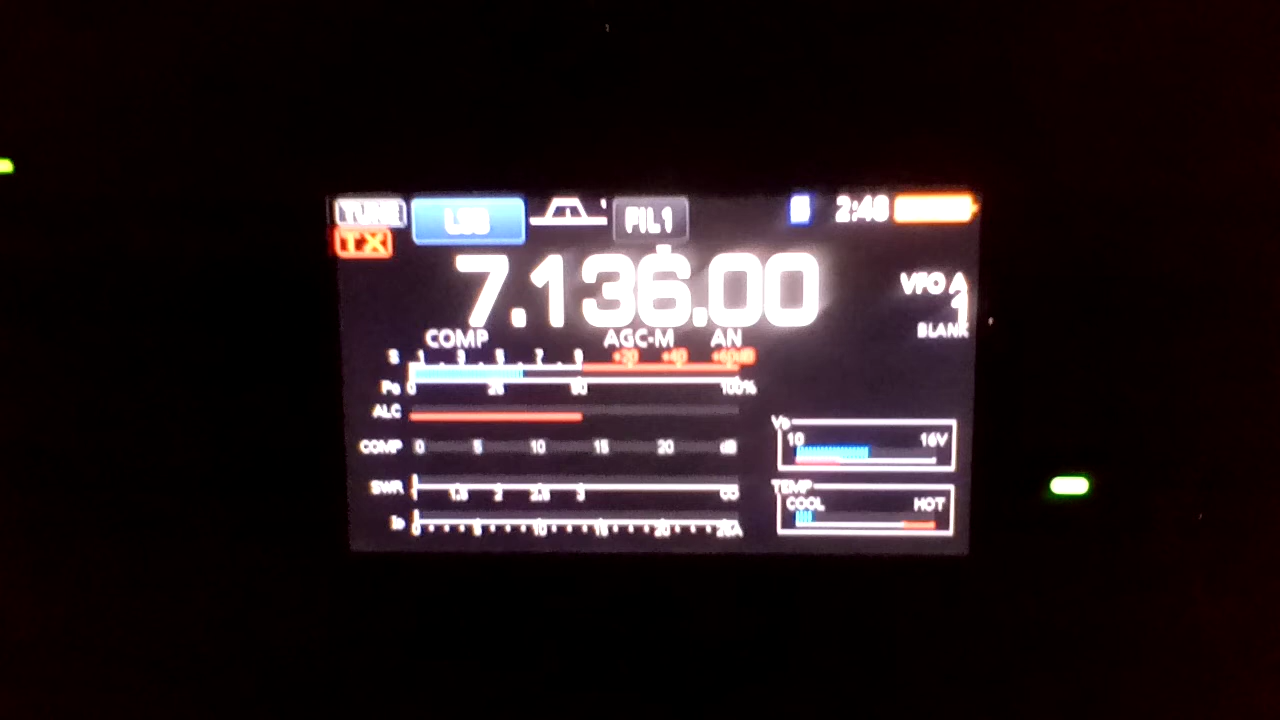 TUNE LSB FIL1 2:48
TX
7.136.00
VFO A
1
COMP AGC-M AN
BLANK
S 1 3 5 7 9 +20 +40 +60dB
Po 0 25 50 100%
ALC
COMP 0 5 10 15 20 dB
SWR 1 1.5 2 2.5 3 ∞
Id 0 5 10 15 20 25A
Vd
10 16V
TEMP
COOL HOT